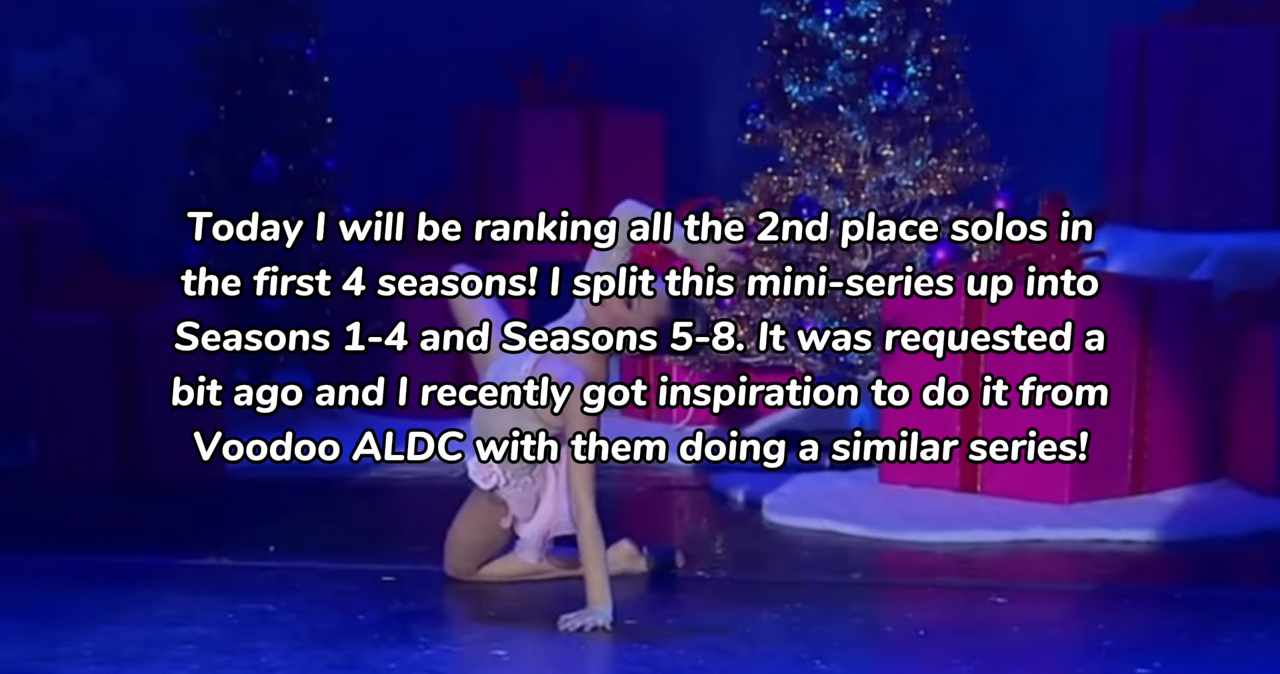 Today I will be ranking all the 2nd place solos in
the first 4 seasons! I split this mini-series up into
Seasons 1-4 and Seasons 5-8. It was requested a
bit ago and I recently got inspiration to do it from
Voodoo ALDC with them doing a similar series!